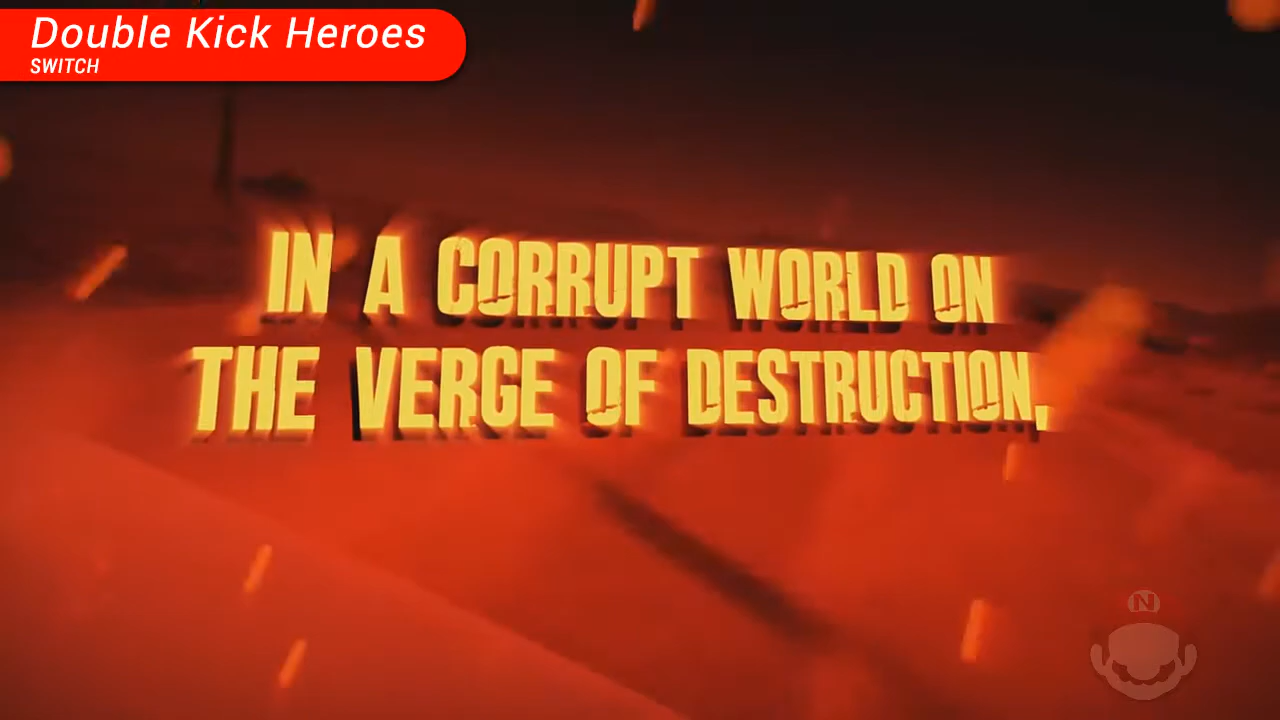 Double Kick Heroes
SWITCH
IN A CORRUPT WORLD ON
THE VERGE OF DESTRUCTION,
N